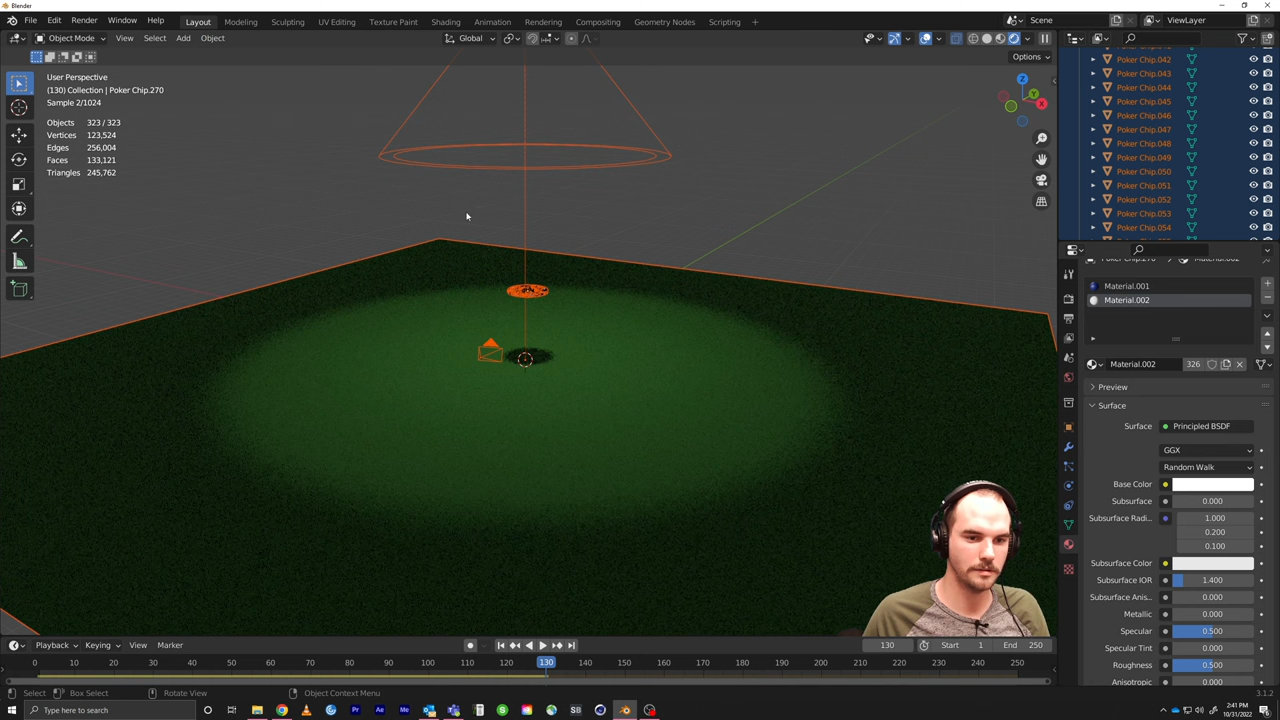 Blender
File Edit Render Window Help Layout Modeling Sculpting UV Editing Texture Paint Shading Animation Rendering Compositing Geometry Nodes Scripting + Scene ViewLayer
Object Mode View Select Add Object Global
Options
User Perspective
(130) Collection | Poker Chip.270
Sample 2/1024
Objects 323 / 323
Vertices 123,524
Edges 256,004
Faces 133,121
Triangles 245,762
Z
Y
X
Poker Chip.042
Poker Chip.043
Poker Chip.044
Poker Chip.045
Poker Chip.046
Poker Chip.047
Poker Chip.048
Poker Chip.049
Poker Chip.050
Poker Chip.051
Poker Chip.052
Poker Chip.053
Poker Chip.054
Material.001
Material.002
Material.002 326
Preview
Surface
Surface Principled BSDF
GGX
Random Walk
Base Color
Subsurface 0.000
Subsurface Radi... 1.000
0.200
0.100
Subsurface Color
Subsurface IOR 1.400
Subsurface Anis... 0.000
Metallic 0.000
Specular 0.500
Specular Tint 0.000
Roughness 0.500
Anisotropic 0.000
Playback Keying View Marker 130 Start 1 End 250
0 10 20 30 40 50 60 70 80 90 100 110 120 130 140 150 160 170 180 190 200 210 220 230 240 250
Select Box Select Rotate View Object Context Menu 3.1.2
Type here to search
2:41 PM
10/31/2022